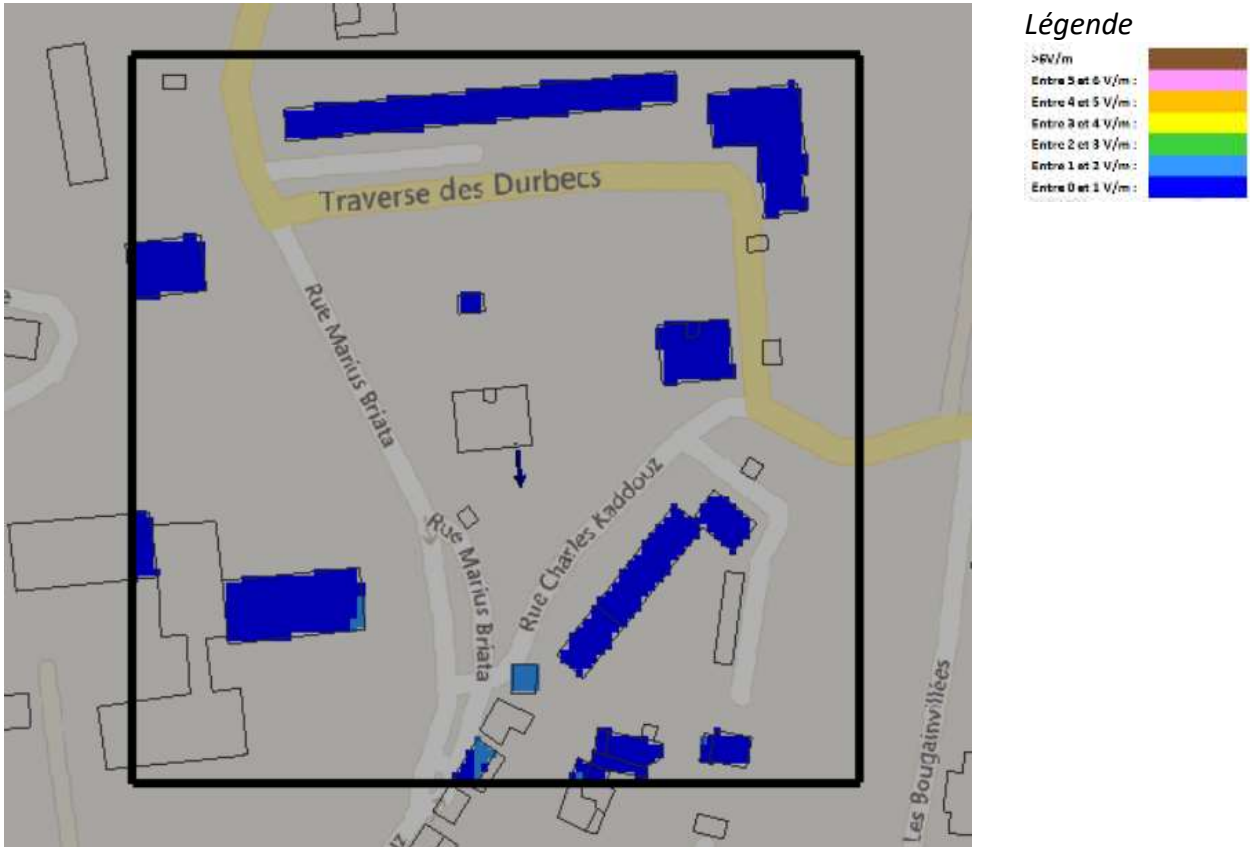 Légende
>6V/m
Entre 5 et 6 V/m :
Entre 4 et 5 V/m :
Entre 3 et 4 V/m :
Entre 2 et 3 V/m :
Entre 1 et 2 V/m :
Entre 0 et 1 V/m :
Traverse des Durbecs
Rue Marius Briata
Rue Marius Briata
Rue Charles Kaddouz
Les Bougainvillées
uz